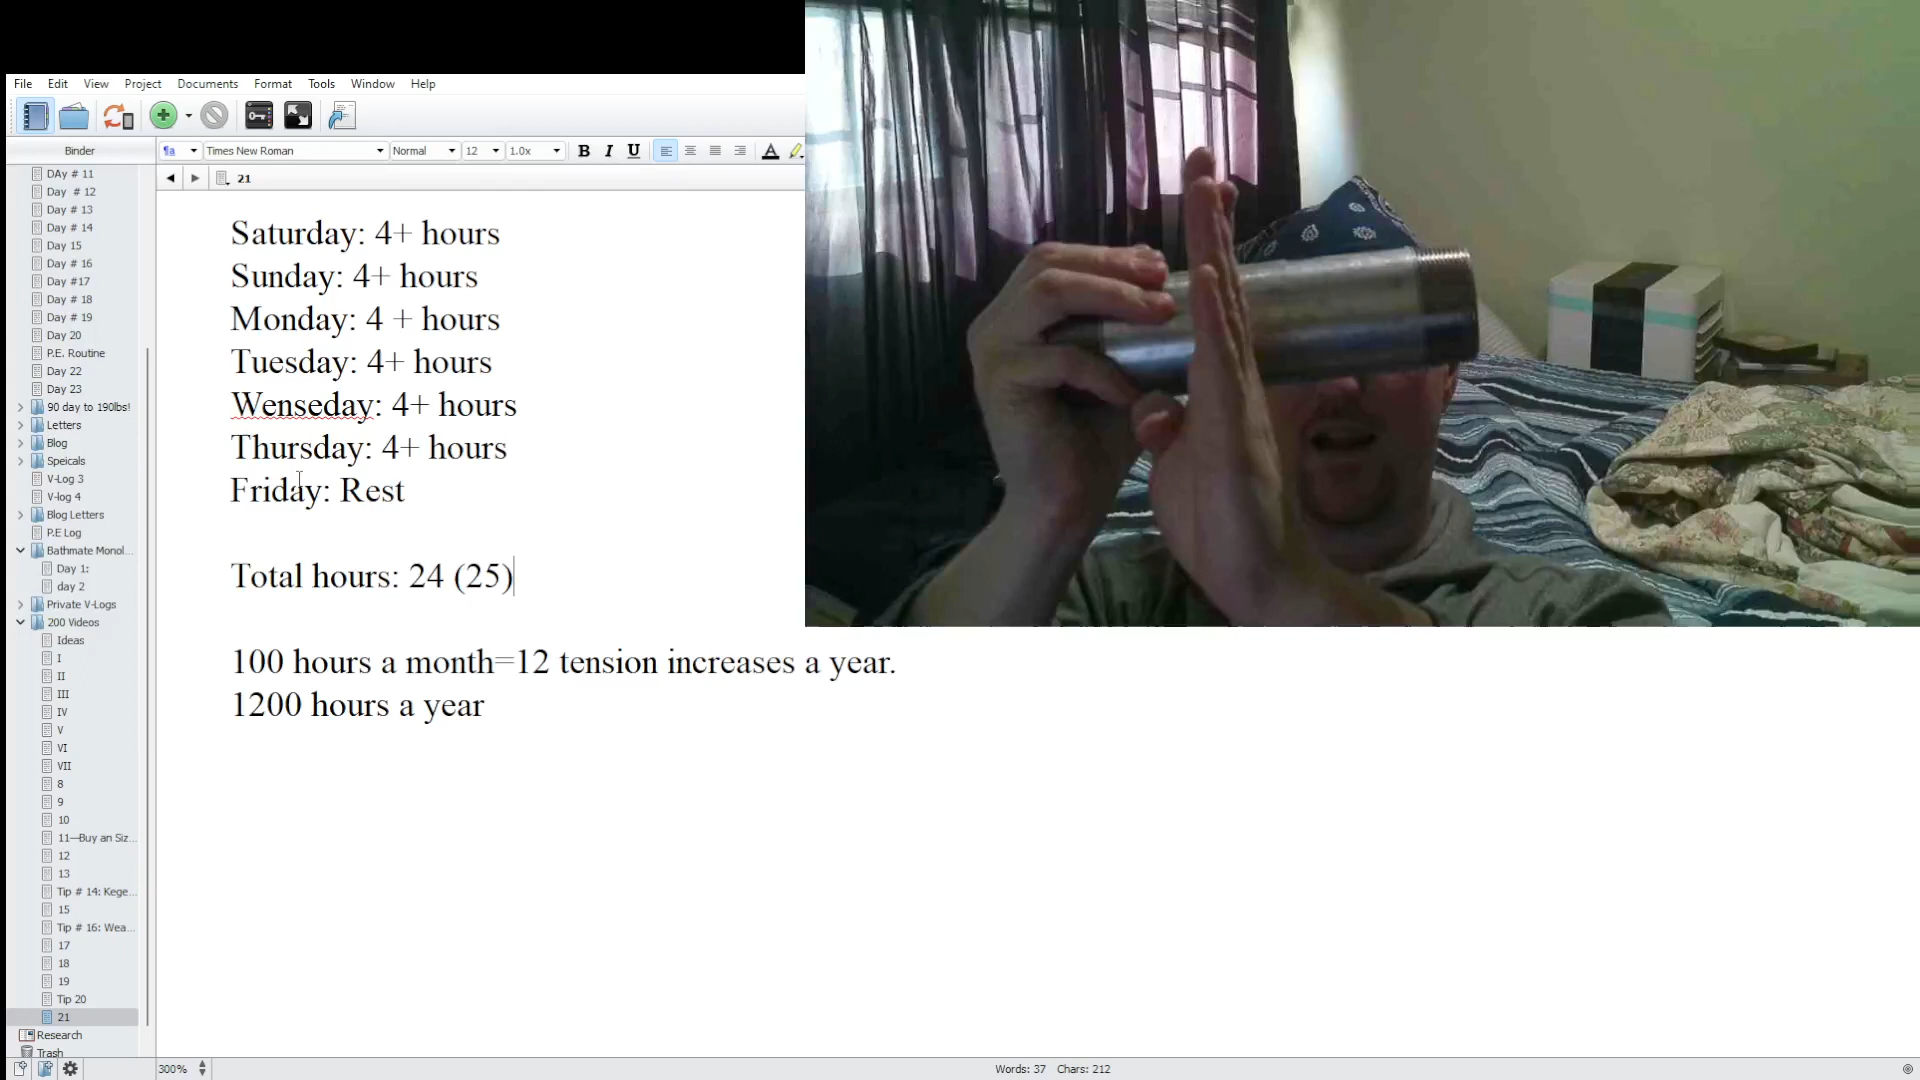 File Edit View Project Documents Format Tools Window Help
Binder
Times New Roman Normal 12 1.0x B I U A
21
DAy # 11
Day # 12
Day # 13
Day # 14
Day 15
Day # 16
Day #17
Day # 18
Day # 19
Day 20
P.E. Routine
Day 22
Day 23
90 day to 190lbs!
Letters
Blog
Speicals
V-Log 3
V-log 4
Blog Letters
P.E Log
Bathmate Monol...
Day 1:
day 2
Private V-Logs
200 Videos
Ideas
I
II
III
IV
V
VI
VII
8
9
10
11—Buy an Siz...
12
13
Tip # 14: Kege...
15
Tip # 16: Wea...
17
18
19
Tip 20
21
Research
Trash
Saturday: 4+ hours
Sunday: 4+ hours
Monday: 4 + hours
Tuesday: 4+ hours
Wenseday: 4+ hours
Thursday: 4+ hours
Friday: Rest
Total hours: 24 (25)
100 hours a month=12 tension increases a year.
1200 hours a year
300%
Words: 37 Chars: 212